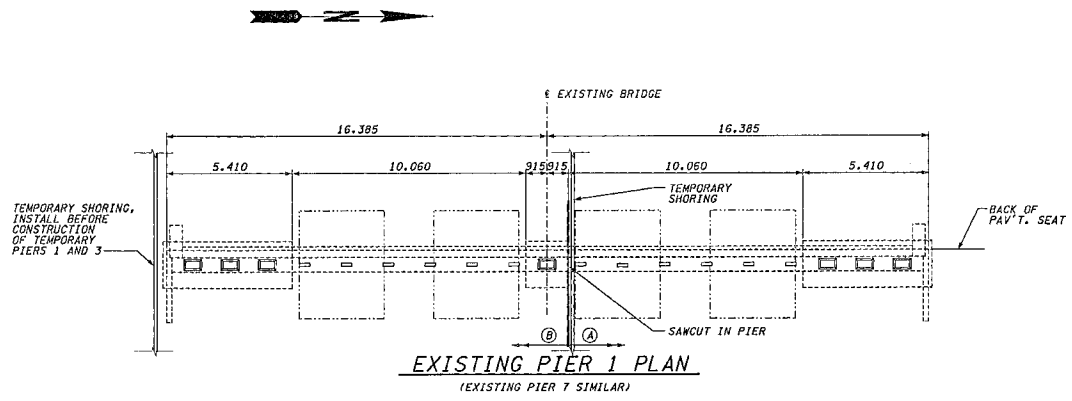 N
℄ EXISTING BRIDGE
16.385
16.385
5.410
10.060
915
915
10.060
5.410
TEMPORARY SHORING,
INSTALL BEFORE
CONSTRUCTION
OF TEMPORARY
PIERS 1 AND 3
TEMPORARY
SHORING
BACK OF
PAV'T. SEAT
SAWCUT IN PIER
B
A
EXISTING PIER 1 PLAN
(EXISTING PIER 7 SIMILAR)